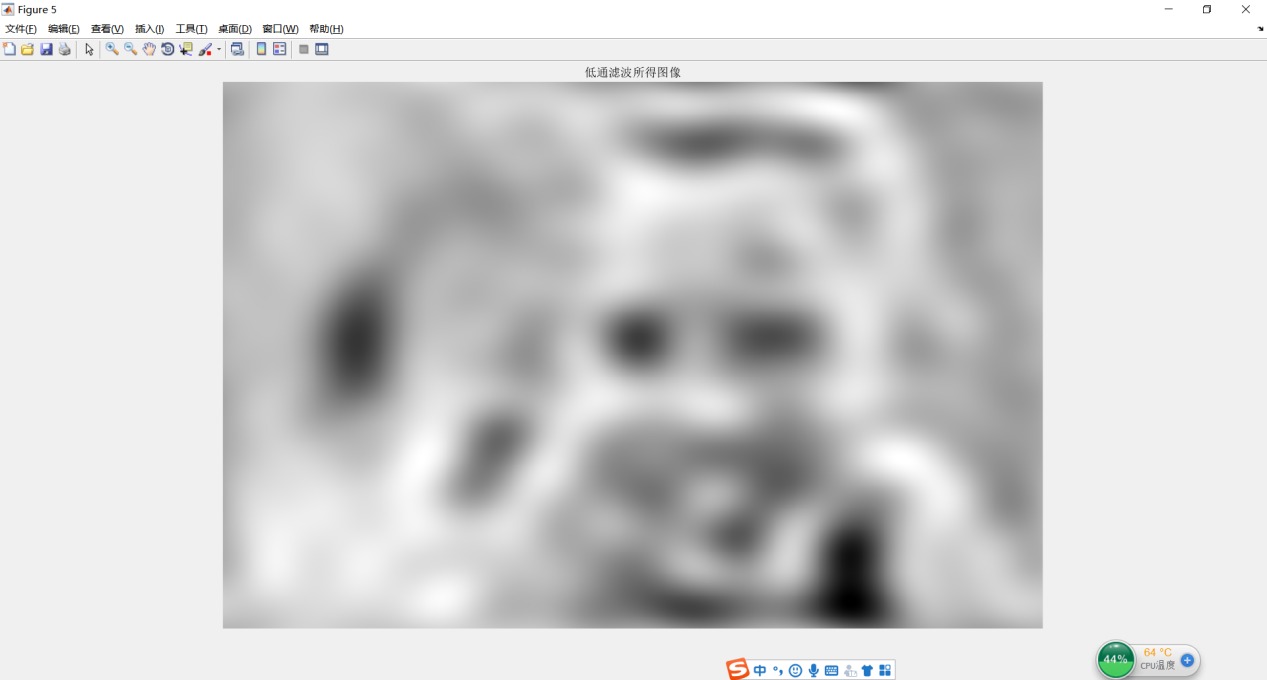 Figure 5
文件(F) 编辑(E) 查看(V) 插入(I) 工具(T) 桌面(D) 窗口(W) 帮助(H)
低通滤波所得图像
中
44%
64 ℃
CPU温度